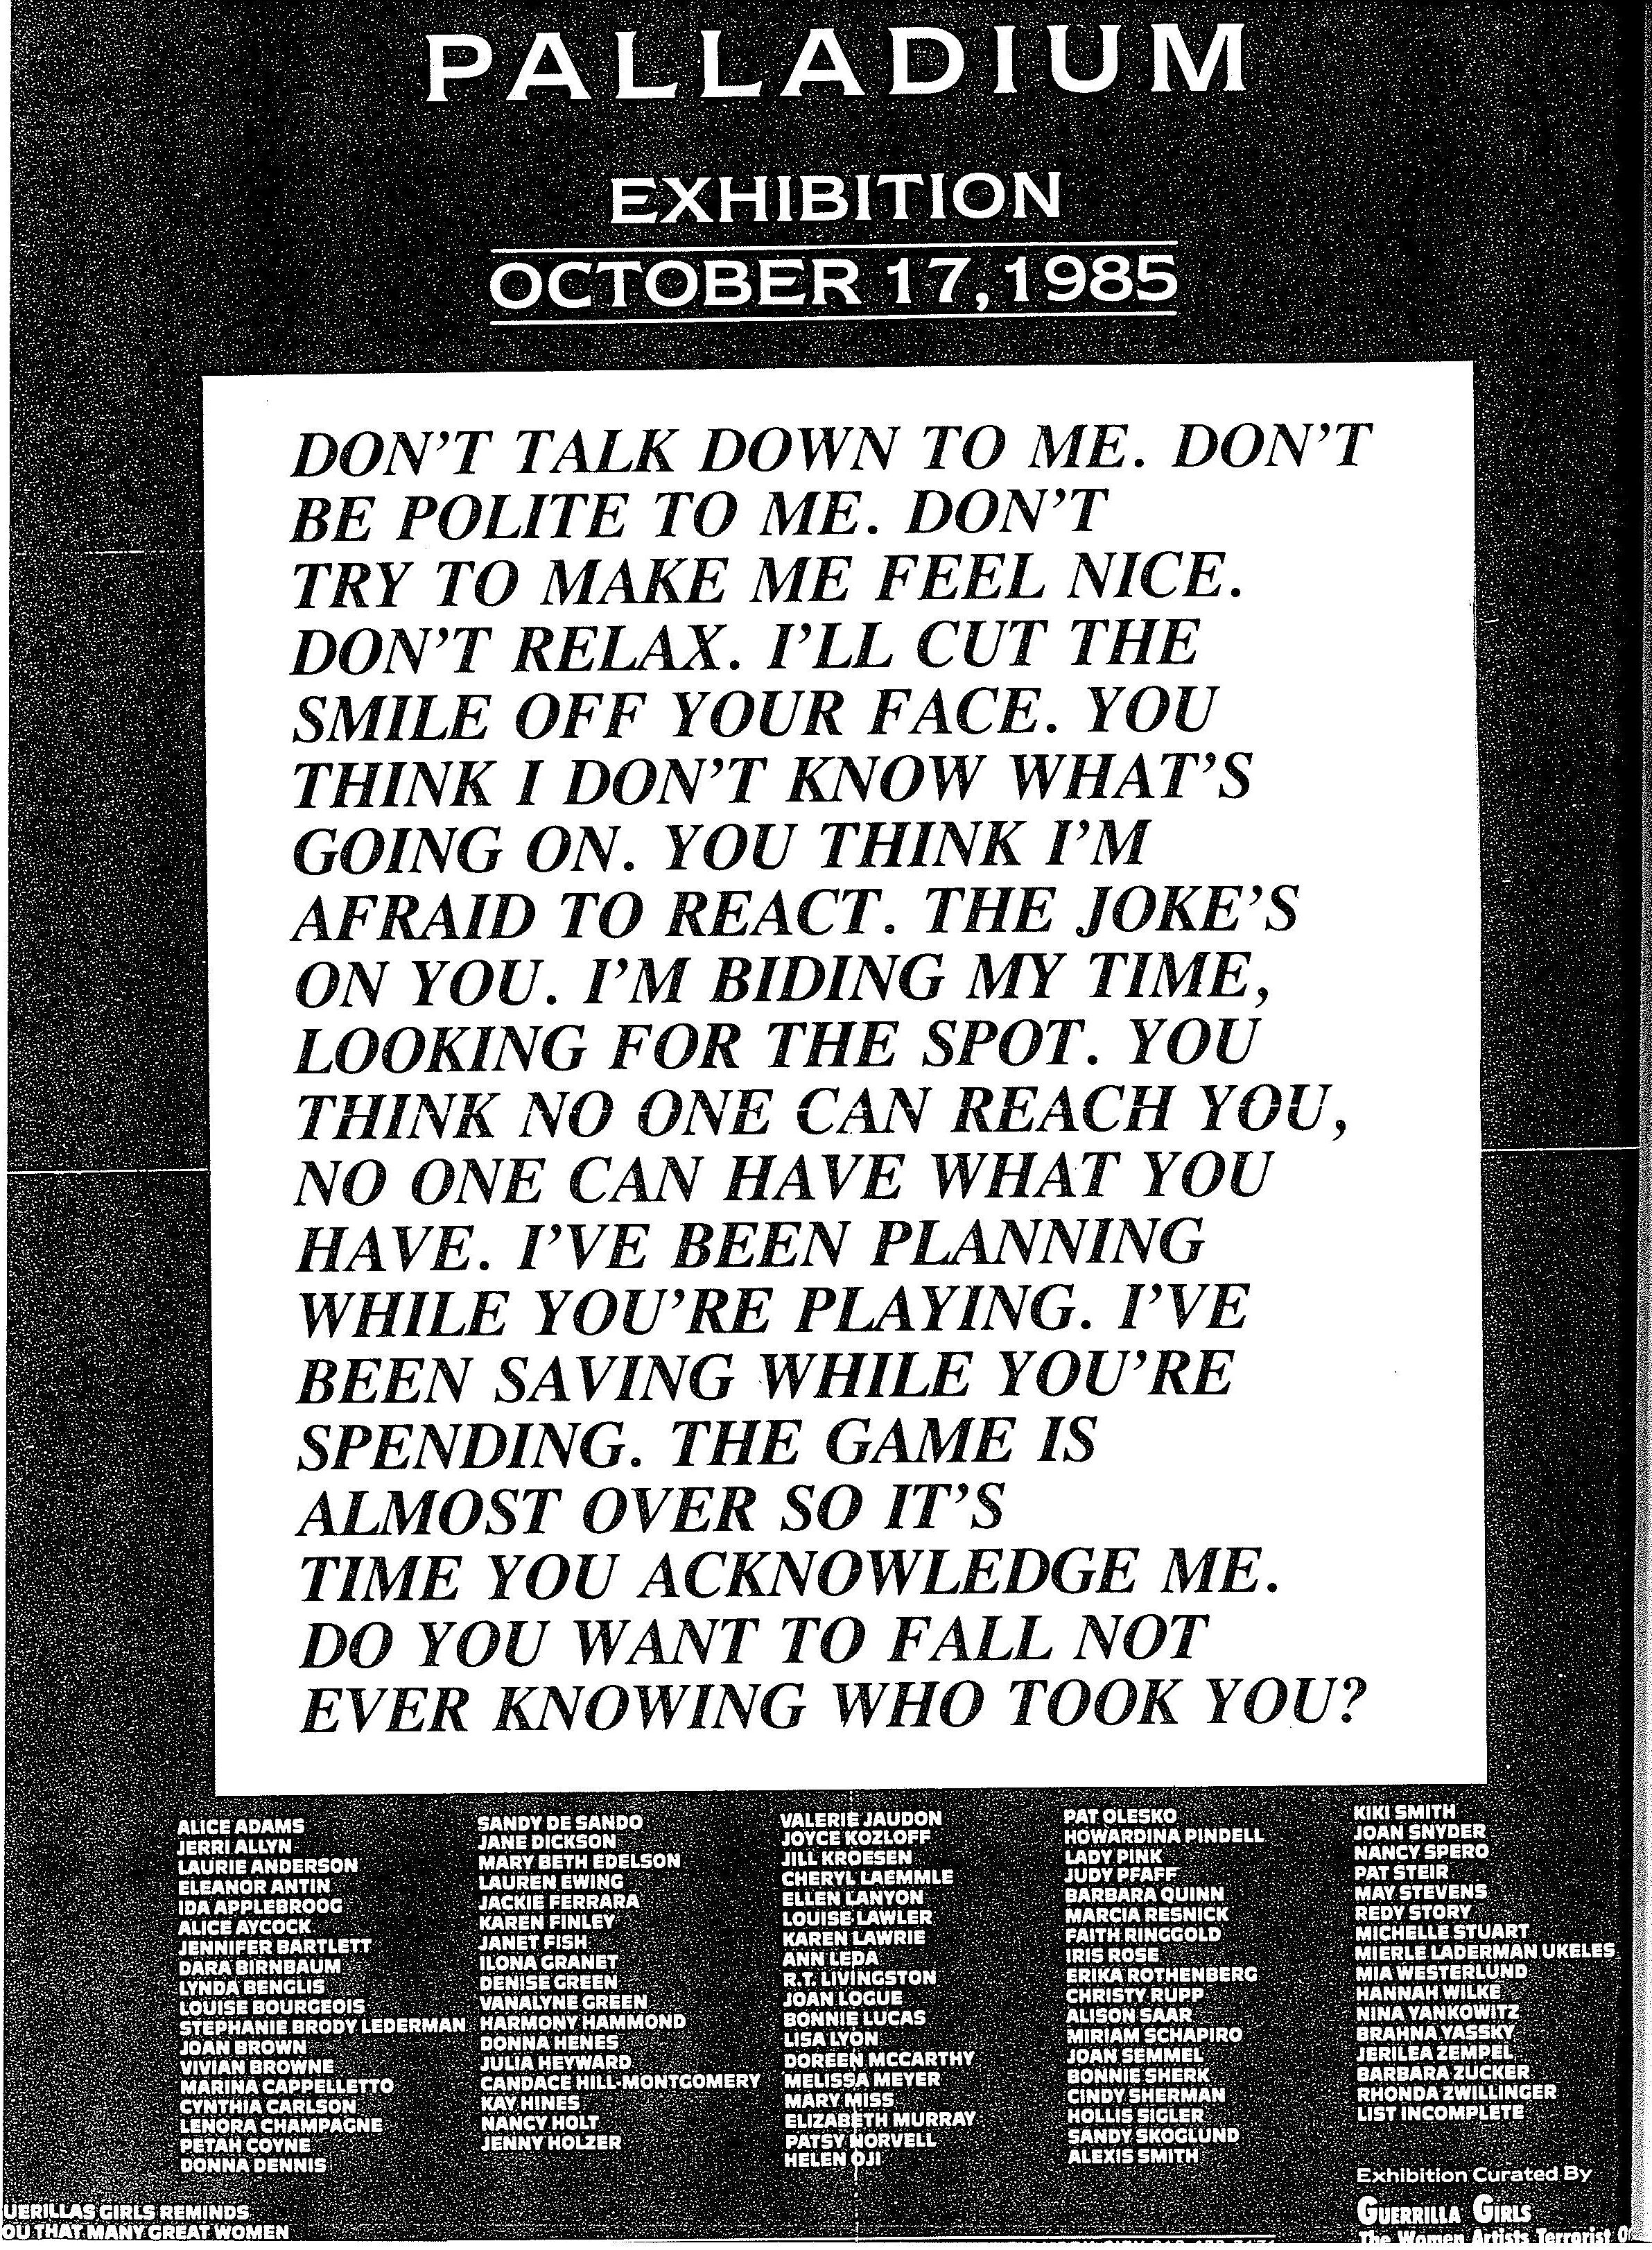 PALLADIUM
EXHIBITION
OCTOBER 17, 1985
DON'T TALK DOWN TO ME. DON'T
BE POLITE TO ME. DON'T
TRY TO MAKE ME FEEL NICE.
DON'T RELAX. I'LL CUT THE
SMILE OFF YOUR FACE. YOU
THINK I DON'T KNOW WHAT'S
GOING ON. YOU THINK I'M
AFRAID TO REACT. THE JOKE'S
ON YOU. I'M BIDING MY TIME,
LOOKING FOR THE SPOT. YOU
THINK NO ONE CAN REACH YOU,
NO ONE CAN HAVE WHAT YOU
HAVE. I'VE BEEN PLANNING
WHILE YOU'RE PLAYING. I'VE
BEEN SAVING WHILE YOU'RE
SPENDING. THE GAME IS
ALMOST OVER SO IT'S
TIME YOU ACKNOWLEDGE ME.
DO YOU WANT TO FALL NOT
EVER KNOWING WHO TOOK YOU?
ALICE ADAMS
JERRI ALLYN
LAURIE ANDERSON
ELEANOR ANTIN
IDA APPLEBROOG
ALICE AYCOCK
JENNIFER BARTLETT
DARA BIRNBAUM
LYNDA BENGLIS
LOUISE BOURGEOIS
STEPHANIE BRODY LEDERMAN
JOAN BROWN
VIVIAN BROWNE
MARINA CAPPELLETTO
CYNTHIA CARLSON
LENORA CHAMPAGNE
PETAH COYNE
DONNA DENNIS
SANDY DE SANDO
JANE DICKSON
MARY BETH EDELSON
LAUREN EWING
JACKIE FERRARA
KAREN FINLEY
JANET FISH
ILONA GRANET
DENISE GREEN
VANALYNE GREEN
HARMONY HAMMOND
DONNA HENES
JULIA HEYWARD
CANDACE HILL-MONTGOMERY
KAY HINES
NANCY HOLT
JENNY HOLZER
VALERIE JAUDON
JOYCE KOZLOFF
JILL KROESEN
CHERYL LAEMMLE
ELLEN LANYON
LOUISE LAWLER
KAREN LAWRIE
ANN LEDA
R.T. LIVINGSTON
JOAN LOGUE
BONNIE LUCAS
LISA LYON
DOREEN MCCARTHY
MELISSA MEYER
MARY MISS
ELIZABETH MURRAY
PATSY NORVELL
HELEN OJI
PAT OLESKO
HOWARDINA PINDELL
LADY PINK
JUDY PFAFF
BARBARA QUINN
MARCIA RESNICK
FAITH RINGGOLD
IRIS ROSE
ERIKA ROTHENBERG
CHRISTY RUPP
ALISON SAAR
MIRIAM SCHAPIRO
JOAN SEMMEL
BONNIE SHERK
CINDY SHERMAN
HOLLIS SIGLER
SANDY SKOGLUND
ALEXIS SMITH
KIKI SMITH
JOAN SNYDER
NANCY SPERO
PAT STEIR
MAY STEVENS
REDY STORY
MICHELLE STUART
MIERLE LADERMAN UKELES
MIA WESTERLUND
HANNAH WILKE
NINA YANKOWITZ
BRAHNA YASSKY
JERILEA ZEMPEL
BARBARA ZUCKER
RHONDA ZWILLINGER
LIST INCOMPLETE
Exhibition Curated By
GUERRILLA GIRLS
The Women Artists Terrorist O
UERILLAS GIRLS REMINDS
OU THAT MANY GREAT WOMEN